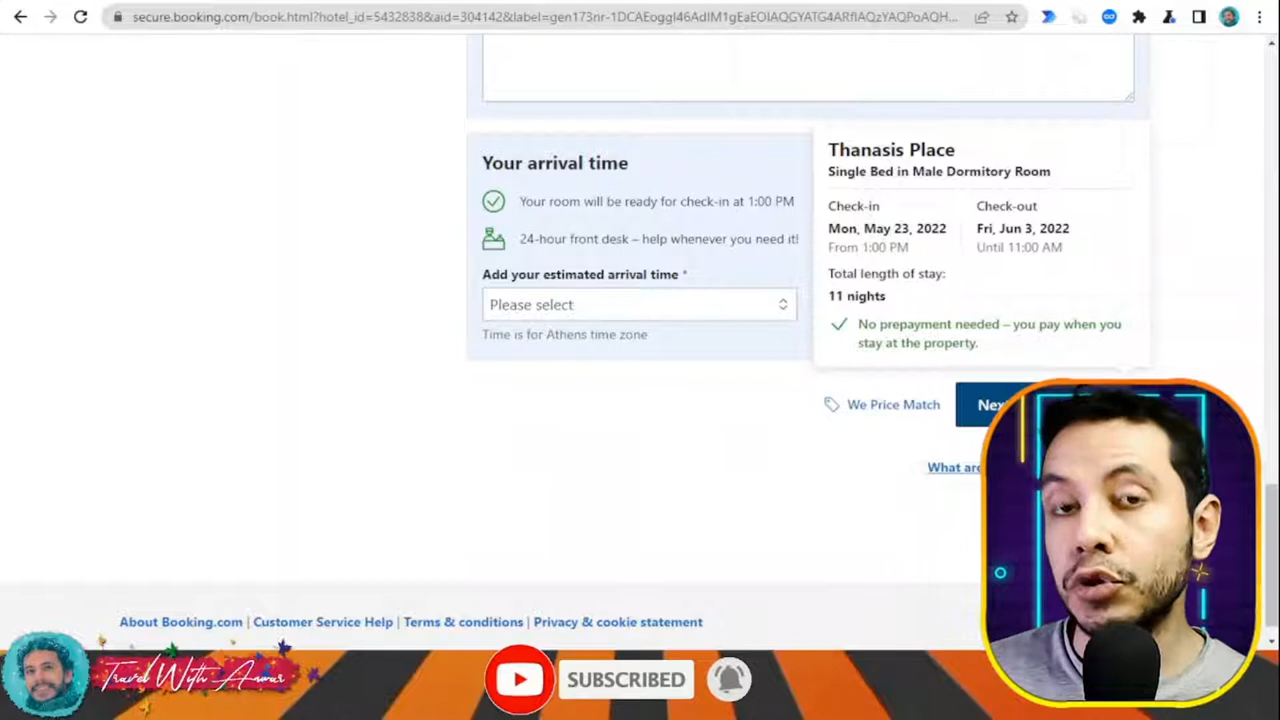 secure.booking.com/book.html?hotel_id=5432838&aid=304142&label=gen173nr-1DCAEoggI46AdIM1gEaEOIAQGYATG4ARfIAQzYAQPoAQH...
Your arrival time
Your room will be ready for check-in at 1:00 PM
24-hour front desk – help whenever you need it!
Add your estimated arrival time *
Please select
Time is for Athens time zone
Thanasis Place
Single Bed in Male Dormitory Room
Check-in
Mon, May 23, 2022
From 1:00 PM
Check-out
Fri, Jun 3, 2022
Until 11:00 AM
Total length of stay:
11 nights
No prepayment needed – you pay when you
stay at the property.
We Price Match
What
About Booking.com | Customer Service Help | Terms & conditions | Privacy & cookie statement
Travel With Anwar
SUBSCRIBED